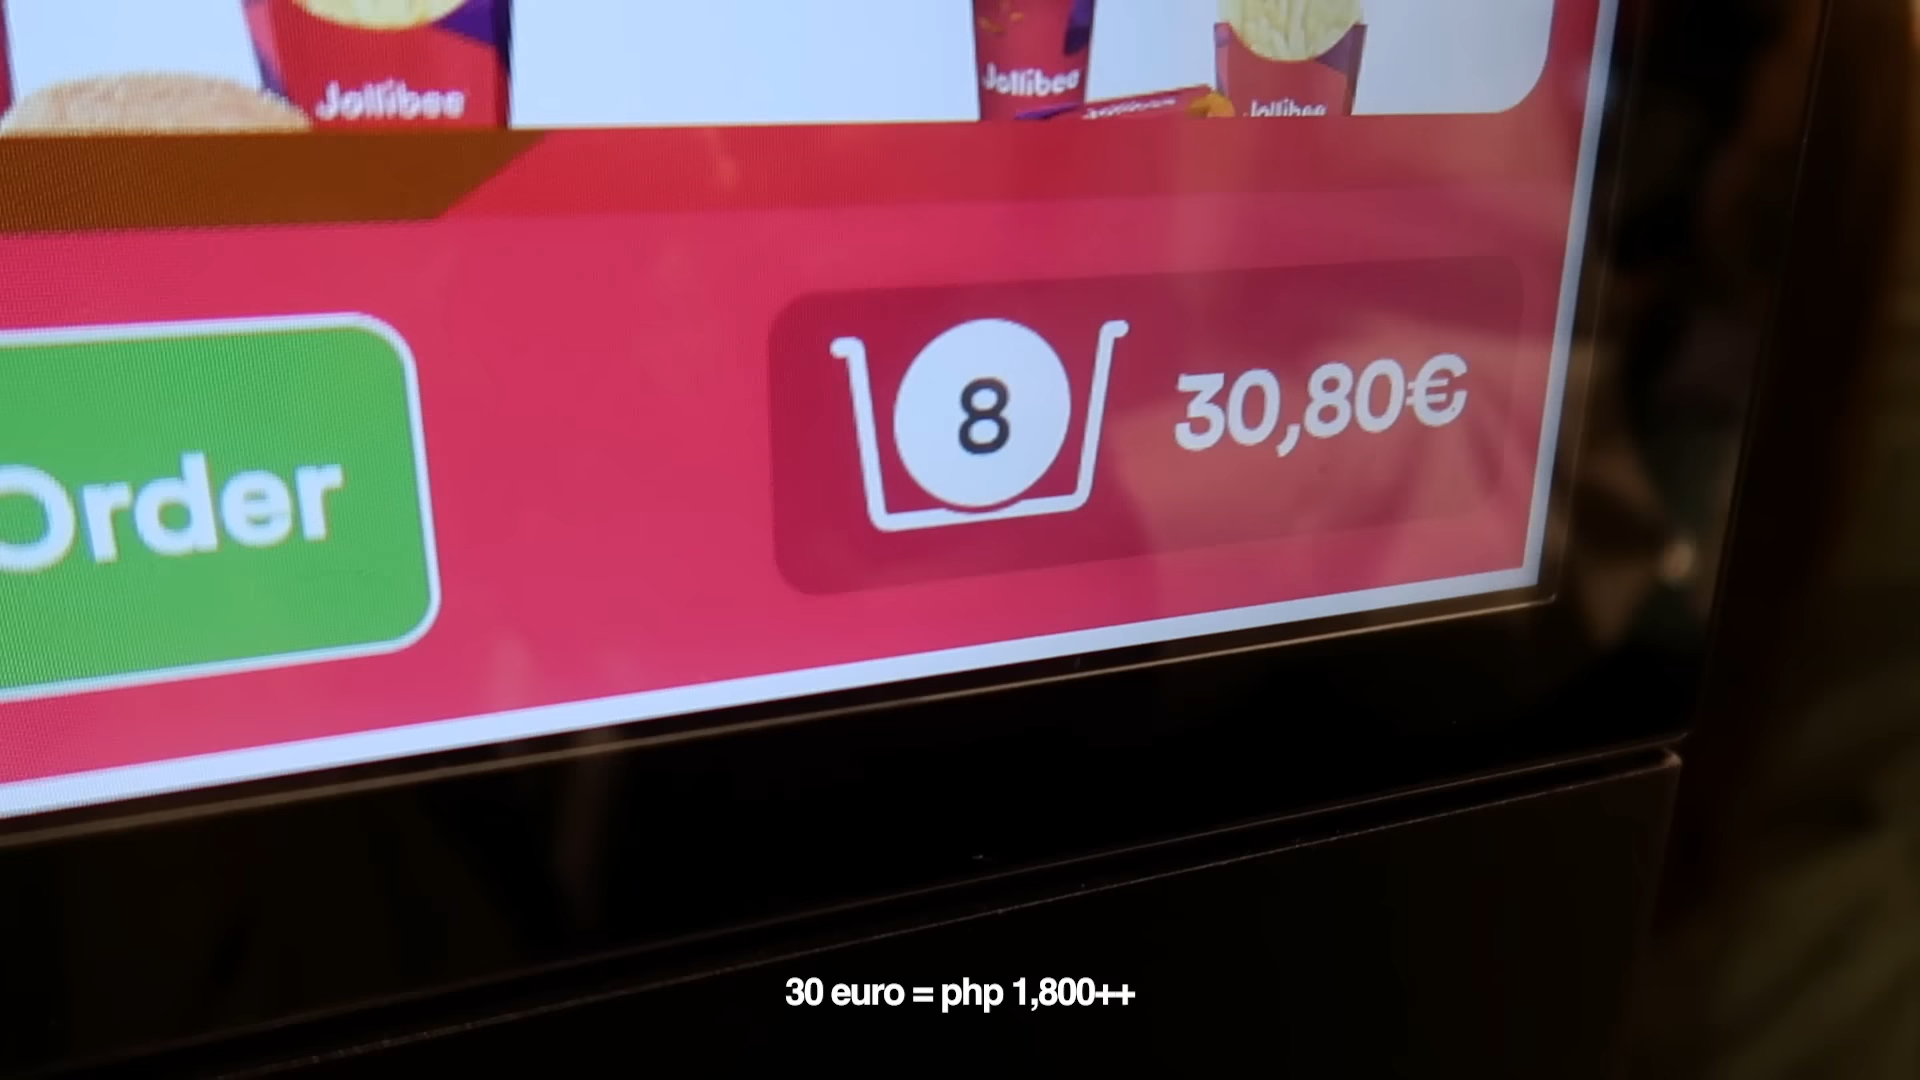 Jollibee
Jollibee
Jollibee
Order
8
30,80€
30 euro = php 1,800++